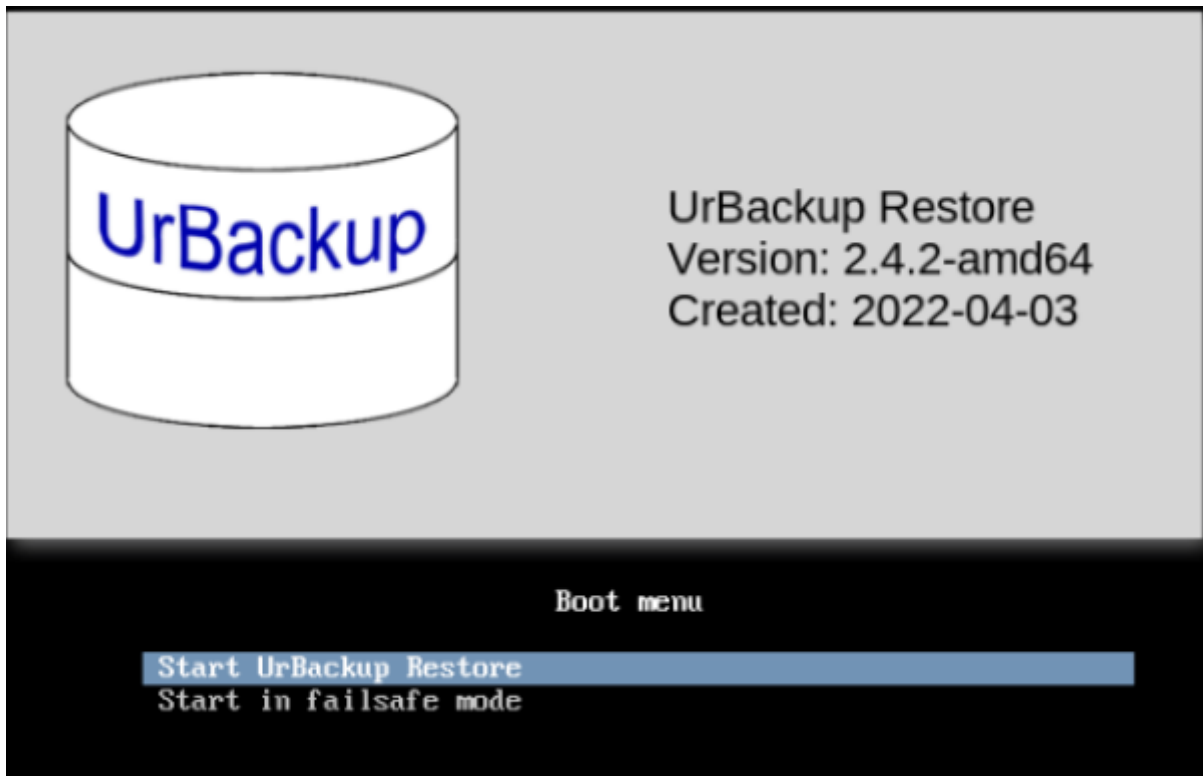 UrBackup
UrBackup Restore
Version: 2.4.2-amd64
Created: 2022-04-03
Boot menu
Start UrBackup Restore
Start in failsafe mode